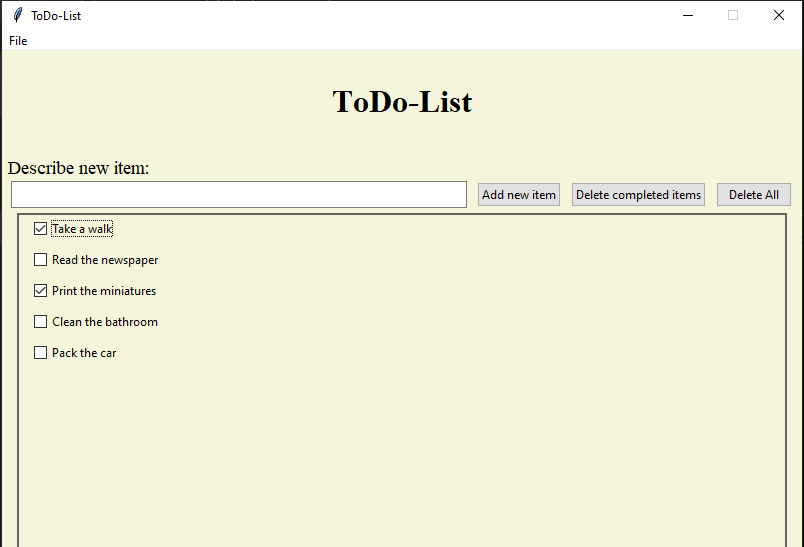 ToDo-List
File
ToDo-List
Describe new item:
Add new item Delete completed items Delete All
Take a walk
Read the newspaper
Print the miniatures
Clean the bathroom
Pack the car